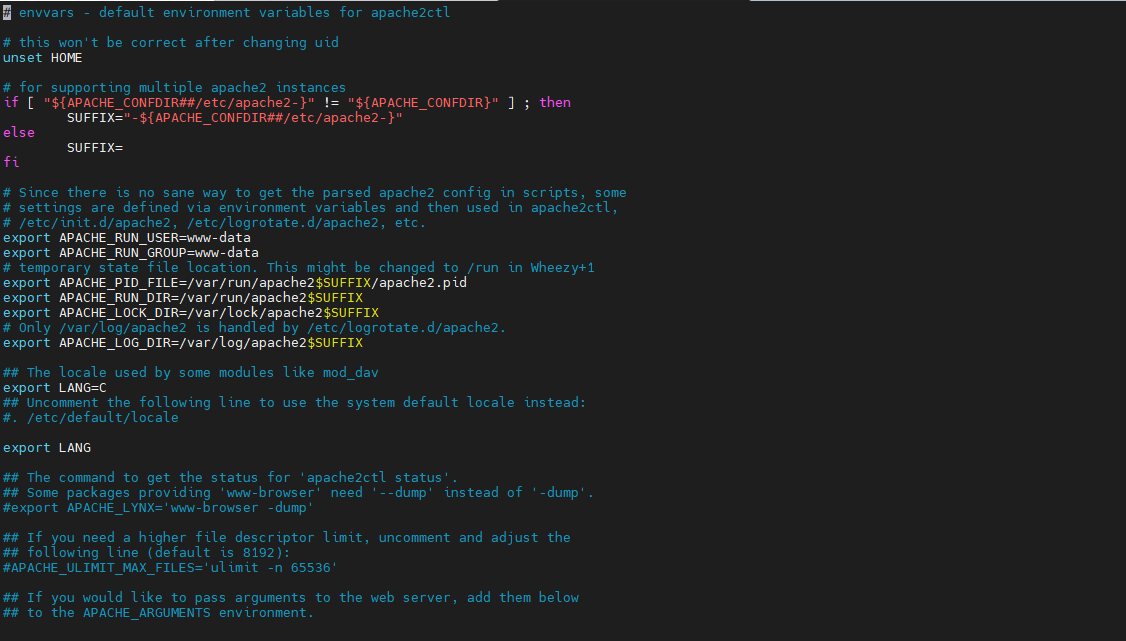 # envvars - default environment variables for apache2ctl
# this won't be correct after changing uid
unset HOME
# for supporting multiple apache2 instances
if [ "${APACHE_CONFDIR##/etc/apache2-}" != "${APACHE_CONFDIR}" ] ; then
        SUFFIX="-${APACHE_CONFDIR##/etc/apache2-}"
else
        SUFFIX=
fi
# Since there is no sane way to get the parsed apache2 config in scripts, some
# settings are defined via environment variables and then used in apache2ctl,
# /etc/init.d/apache2, /etc/logrotate.d/apache2, etc.
export APACHE_RUN_USER=www-data
export APACHE_RUN_GROUP=www-data
# temporary state file location. This might be changed to /run in Wheezy+1
export APACHE_PID_FILE=/var/run/apache2$SUFFIX/apache2.pid
export APACHE_RUN_DIR=/var/run/apache2$SUFFIX
export APACHE_LOCK_DIR=/var/lock/apache2$SUFFIX
# Only /var/log/apache2 is handled by /etc/logrotate.d/apache2.
export APACHE_LOG_DIR=/var/log/apache2$SUFFIX
## The locale used by some modules like mod_dav
export LANG=C
## Uncomment the following line to use the system default locale instead:
#. /etc/default/locale
export LANG
## The command to get the status for 'apache2ctl status'.
## Some packages providing 'www-browser' need '--dump' instead of '-dump'.
#export APACHE_LYNX='www-browser -dump'
## If you need a higher file descriptor limit, uncomment and adjust the
## following line (default is 8192):
#APACHE_ULIMIT_MAX_FILES='ulimit -n 65536'
## If you would like to pass arguments to the web server, add them below
## to the APACHE_ARGUMENTS environment.